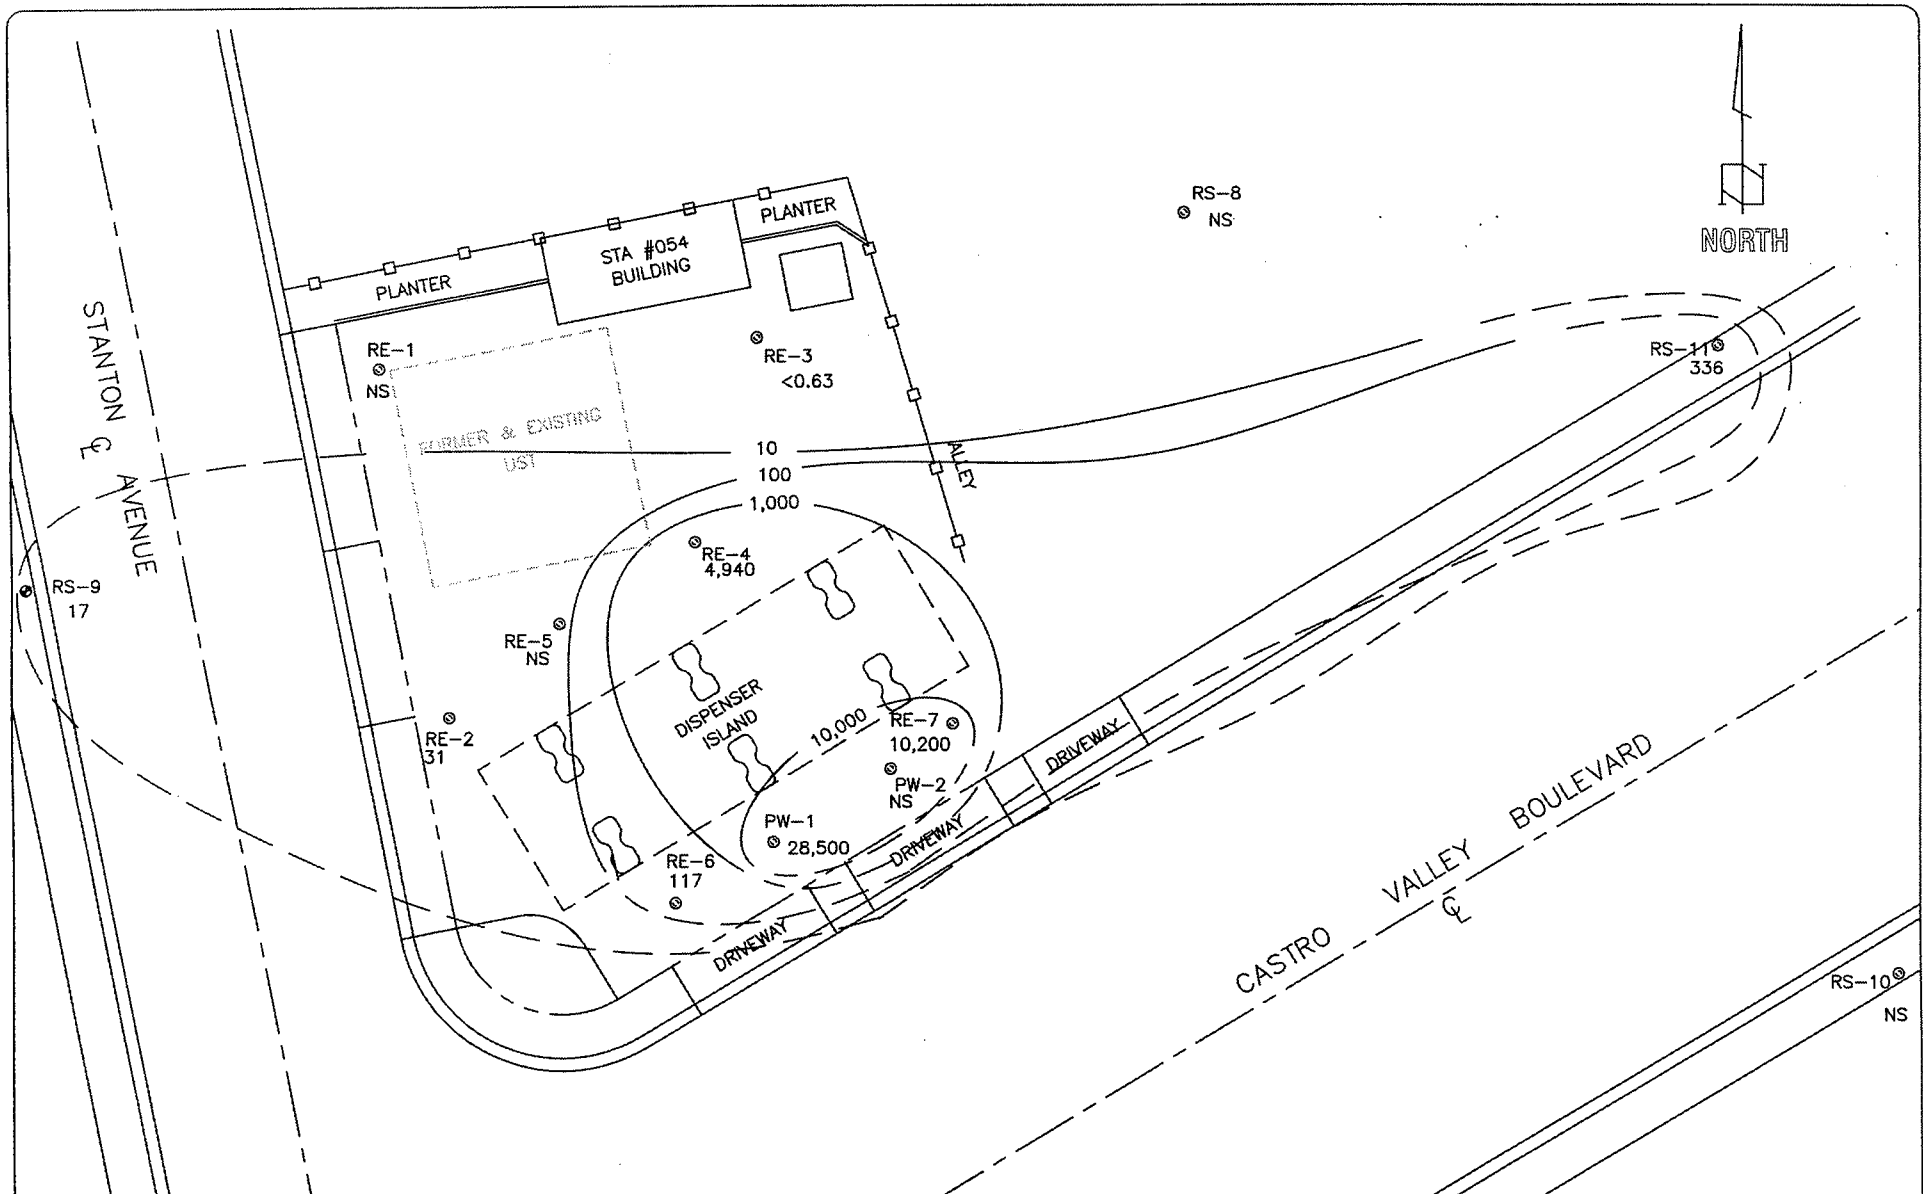 RS-8
NS
NORTH
PLANTER
STA #054
BUILDING
PLANTER
STANTON ℄ AVENUE
RE-1
NS
RE-3
<0.63
RS-11
336
FORMER & EXISTING
UST
ALLEY
10
100
1,000
RE-4
4,940
RS-9
17
RE-5
NS
DISPENSER
ISLAND
RE-2
31
10,000
RE-7
10,200
PW-2
NS
PW-1
28,500
RE-6
117
DRIVEWAY
DRIVEWAY
DRIVEWAY
CASTRO VALLEY BOULEVARD
℄
RS-10
NS